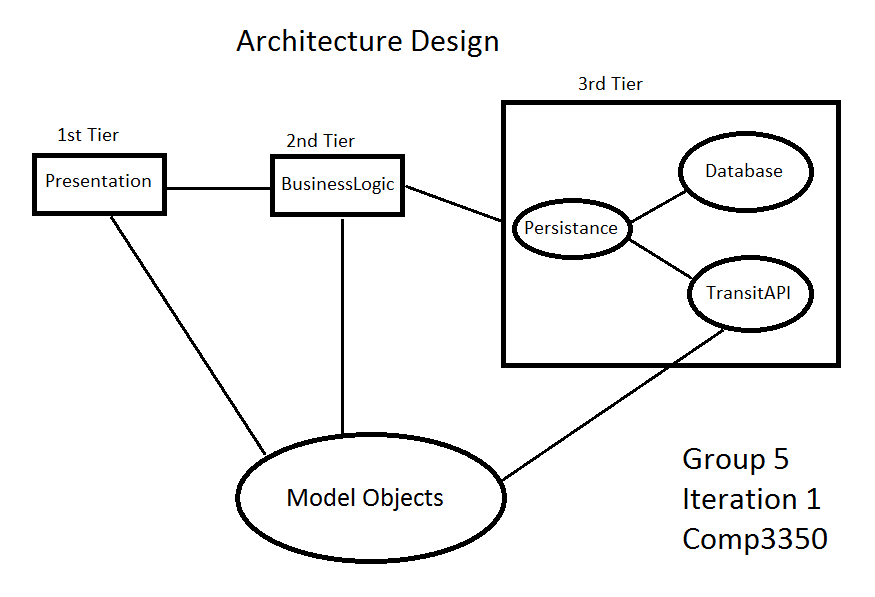 Architecture Design
3rd Tier
1st Tier
2nd Tier
Presentation
BusinessLogic
Database
Persistance
TransitAPI
Model Objects
Group 5
Iteration 1
Comp3350